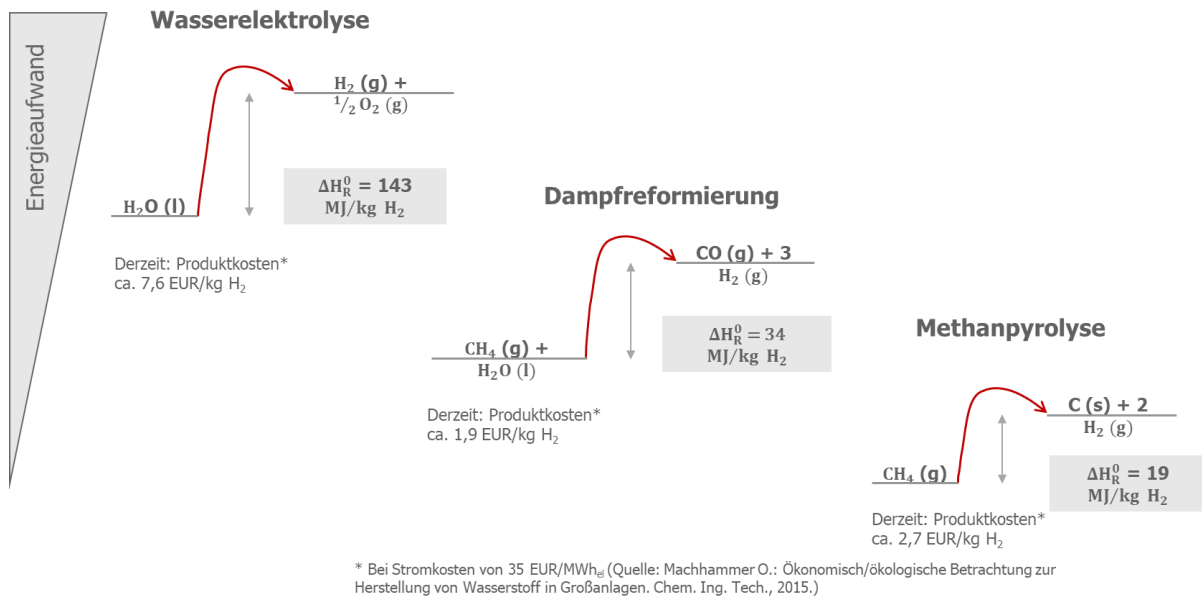 Energieaufwand
Wasserelektrolyse
H₂ (g) +
¹/₂ O₂ (g)
H₂O (l)
ΔH⁰_R = 143
MJ/kg H₂
Derzeit: Produktkosten*
ca. 7,6 EUR/kg H₂
Dampfreformierung
CO (g) + 3
H₂ (g)
CH₄ (g) +
H₂O (l)
ΔH⁰_R = 34
MJ/kg H₂
Derzeit: Produktkosten*
ca. 1,9 EUR/kg H₂
Methanpyrolyse
C (s) + 2
H₂ (g)
CH₄ (g)
ΔH⁰_R = 19
MJ/kg H₂
Derzeit: Produktkosten*
ca. 2,7 EUR/kg H₂
* Bei Stromkosten von 35 EUR/MWhₑₗ (Quelle: Machhammer O.: Ökonomisch/ökologische Betrachtung zur
Herstellung von Wasserstoff in Großanlagen. Chem. Ing. Tech., 2015.)